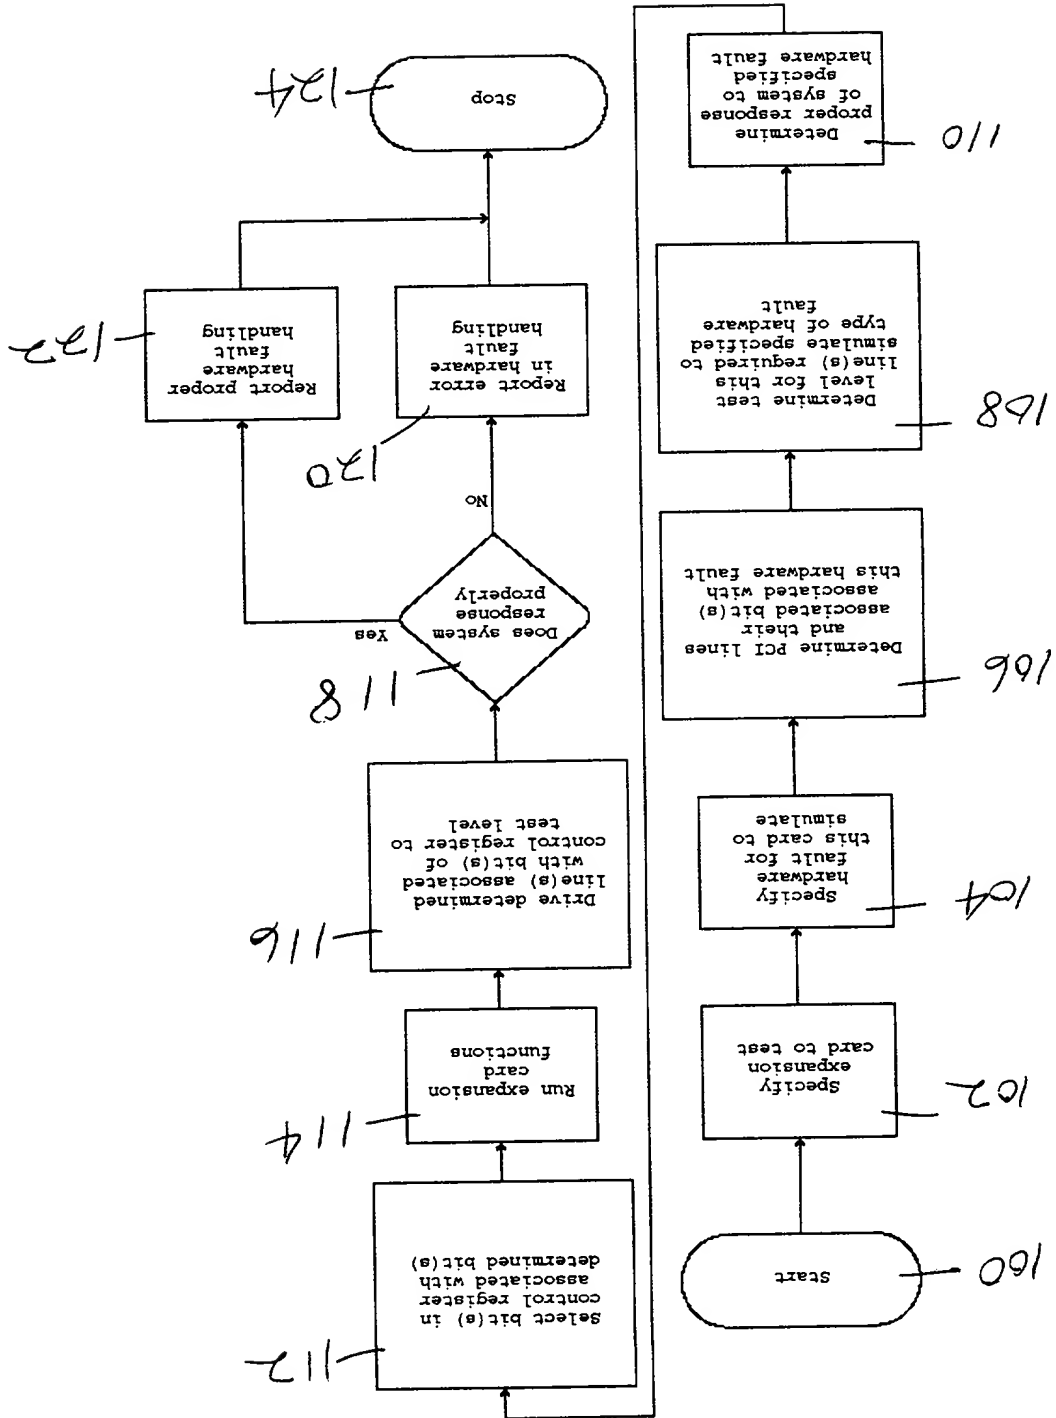 100
Start
102
Specify
expansion
card to test
104
Specify
hardware
fault for
this card to
simulate
106
Determine PCI lines
and their
associated bit(s)
associated with
this hardware fault
108
Determine test
level for this
line(s) required to
simulate specified
type of hardware
fault
110
Determine
proper response
of system to
specified
hardware fault
112
Select bit(s) in
control register
associated with
determined bit(s)
114
Run expansion
card
functions
116
Drive determined
line(s) associated
with bit(s) of
control register to
test level
118
Does system
response
properly
Yes
No
120
Report error
in hardware
fault
handling
122
Report proper
hardware
fault
handling
124
Stop